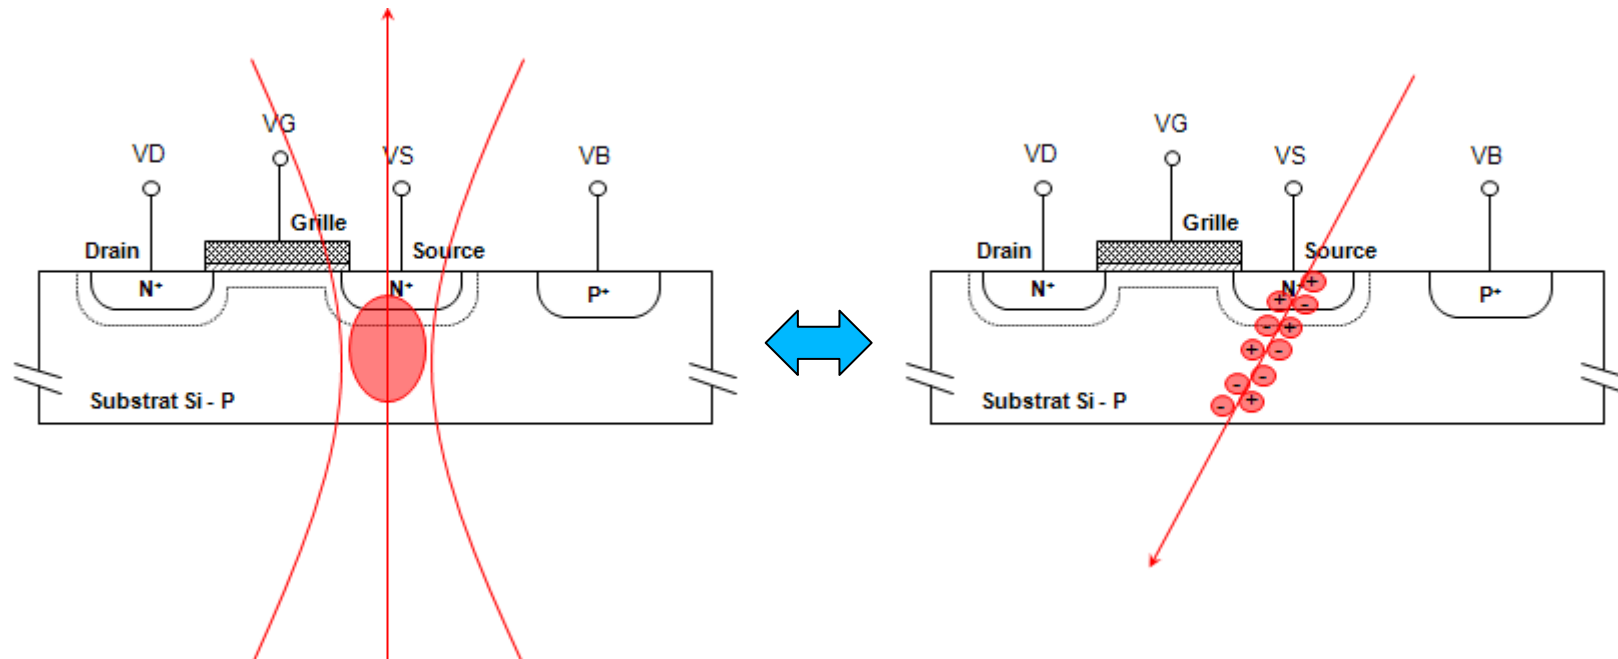 VG
VD
VS
VB
Grille
Drain
Source
N+
N+
P+
Substrat Si - P
VG
VD
VS
VB
Grille
Drain
Source
N+
N+
P+
+
+
-
-
+
+
-
-
-
-
+
Substrat Si - P